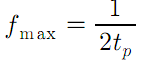 f_max = 1 / 2t_p